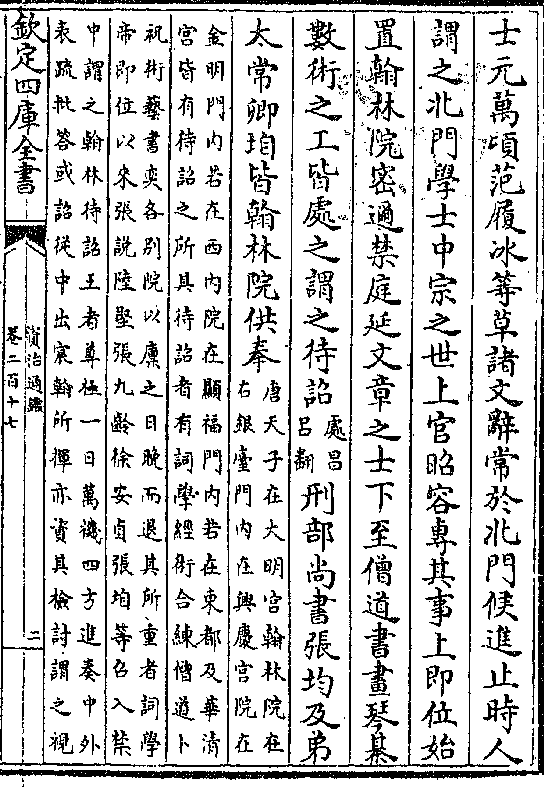 士元萬頃范履冰等草諸文辭常於北門候進止時人
謂之北門學士中宗之世上官昭容專其事上即位始
置翰林院密邇禁庭延文章之士下至僧道書畫琴棊
數術之工皆處之謂之待詔處昌呂翻刑部尚書張均及弟
太常卿垍皆翰林院供奉唐天子在大明宮翰林院在
右銀臺門內在興慶宮院在
金明門內若在西內院在顯福門內若在東都及華清
宮皆有待詔之所其待詔者有詞學經術合練僧道卜
祝術藝書奕各別院以廩之日晚而退其所重者詞學
帝即位以來張說陸堅張九齡徐安貞張垍等召入禁
中謂之翰林待詔王者尊極一日萬機四方進奏中外
表疏批答或詔從中出宸翰所揮亦資其檢討謂之視
欽定四庫全書
資治通鑑
卷二百十七
二